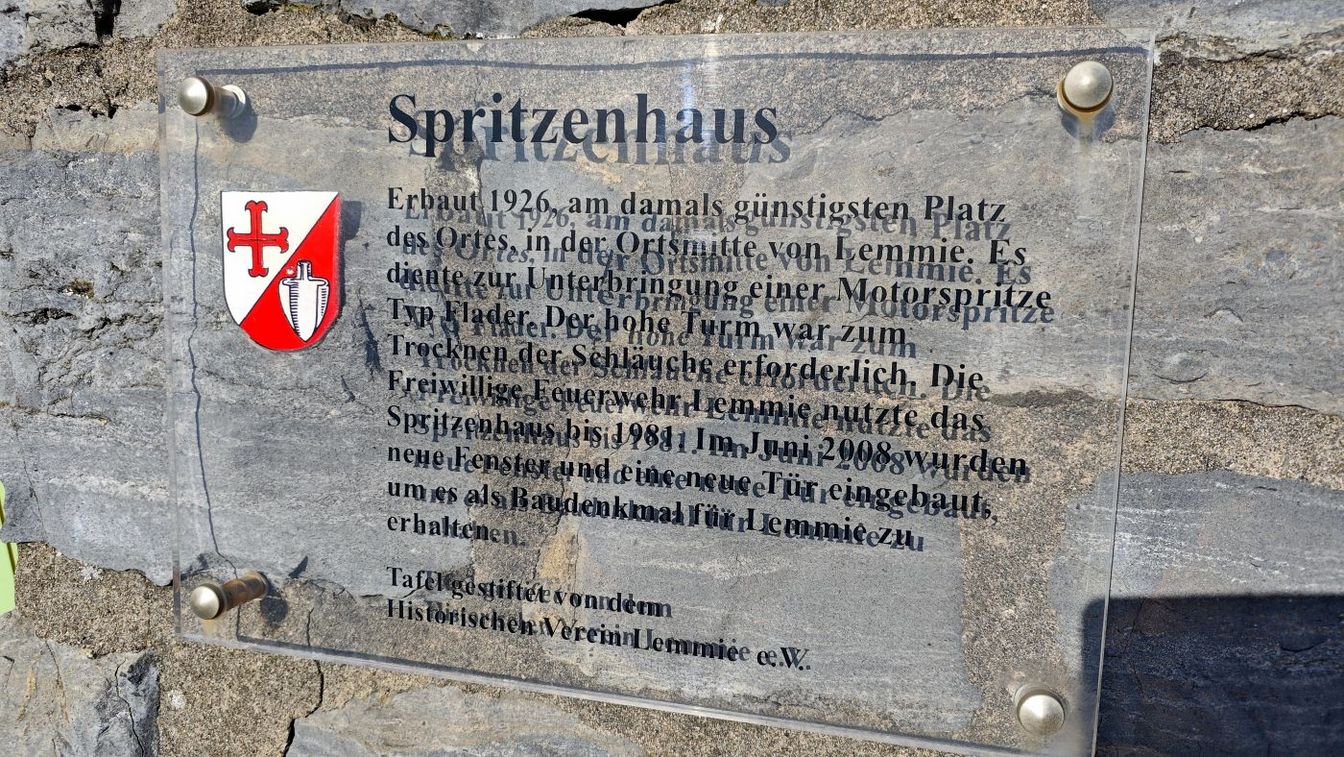 Spritzenhaus
Erbaut 1926, am damals günstigsten Platz
des Ortes, in der Ortsmitte von Lemmie. Es
diente zur Unterbringung einer Motorspritze
Typ Flader. Der hohe Turm war zum
Trocknen der Schläuche erforderlich. Die
Freiwillige Feuerwehr Lemmie nutzte das
Spritzenhaus bis 1981. Im Juni 2008 wurden
neue Fenster und eine neue Tür eingebaut,
um es als Baudenkmal für Lemmie zu
erhaltenen.
Tafel gestiftet von dem
Historischen Verein Lemmie e.V.